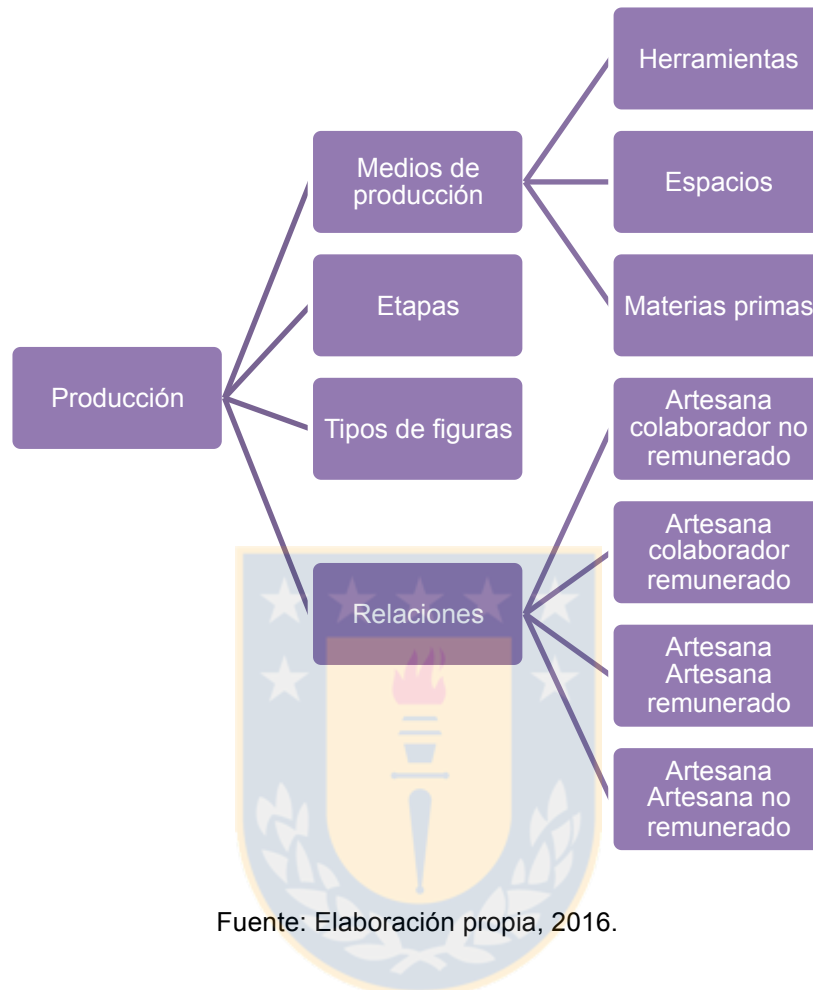 Producción
Medios de
producción
Etapas
Tipos de figuras
Relaciones
Herramientas
Espacios
Materias primas
Artesana
colaborador no
remunerado
Artesana
colaborador
remunerado
Artesana
Artesana
remunerado
Artesana
Artesana no
remunerado
Fuente: Elaboración propia, 2016.